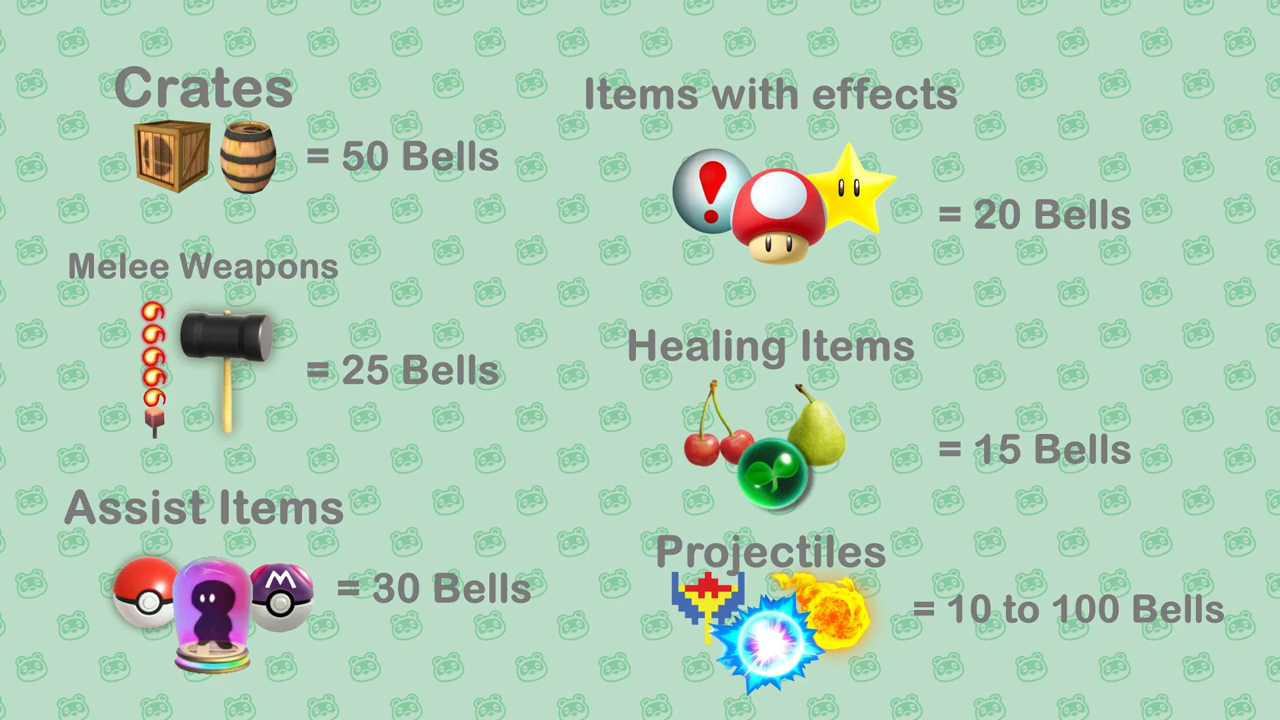 Crates
= 50 Bells
Melee Weapons
= 25 Bells
Assist Items
M
= 30 Bells
Items with effects
!
= 20 Bells
Healing Items
= 15 Bells
Projectiles
= 10 to 100 Bells